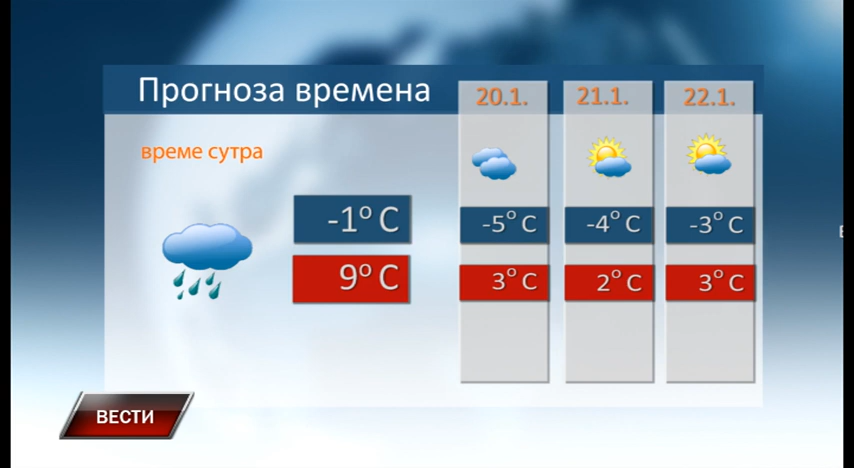 Прогноза времена
време сутра
-1° C
9° C
20.1.
-5° C
3° C
21.1.
-4° C
2° C
22.1.
-3° C
3° C
ВЕСТИ